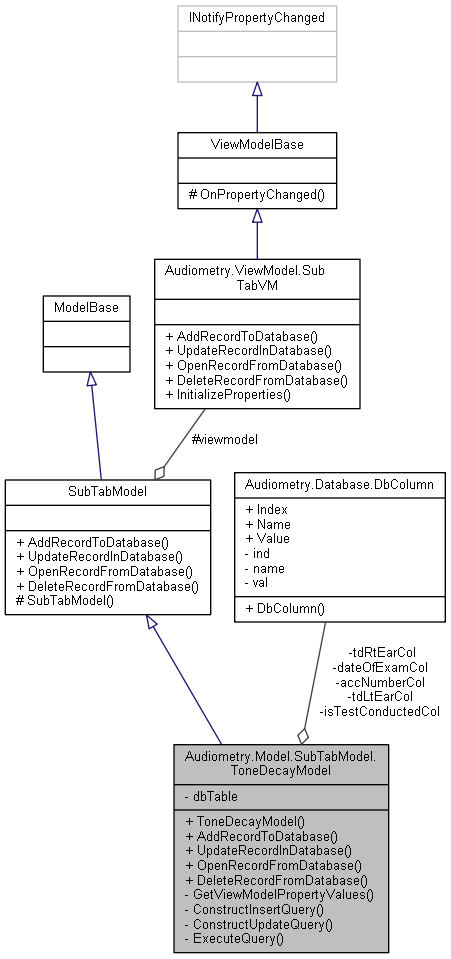 INotifyPropertyChanged
ViewModelBase
# OnPropertyChanged()
Audiometry.ViewModel.Sub
TabVM
+ AddRecordToDatabase()
+ UpdateRecordInDatabase()
+ OpenRecordFromDatabase()
+ DeleteRecordFromDatabase()
+ InitializeProperties()
ModelBase
#viewmodel
SubTabModel
+ AddRecordToDatabase()
+ UpdateRecordInDatabase()
+ OpenRecordFromDatabase()
+ DeleteRecordFromDatabase()
# SubTabModel()
Audiometry.Database.DbColumn
+ Index
+ Name
+ Value
- ind
- name
- val
+ DbColumn()
-tdRtEarCol
-dateOfExamCol
-accNumberCol
-tdLtEarCol
-isTestConductedCol
Audiometry.Model.SubTabModel.
ToneDecayModel
- dbTable
+ ToneDecayModel()
+ AddRecordToDatabase()
+ UpdateRecordInDatabase()
+ OpenRecordFromDatabase()
+ DeleteRecordFromDatabase()
- GetViewModelPropertyValues()
- ConstructInsertQuery()
- ConstructUpdateQuery()
- ExecuteQuery()